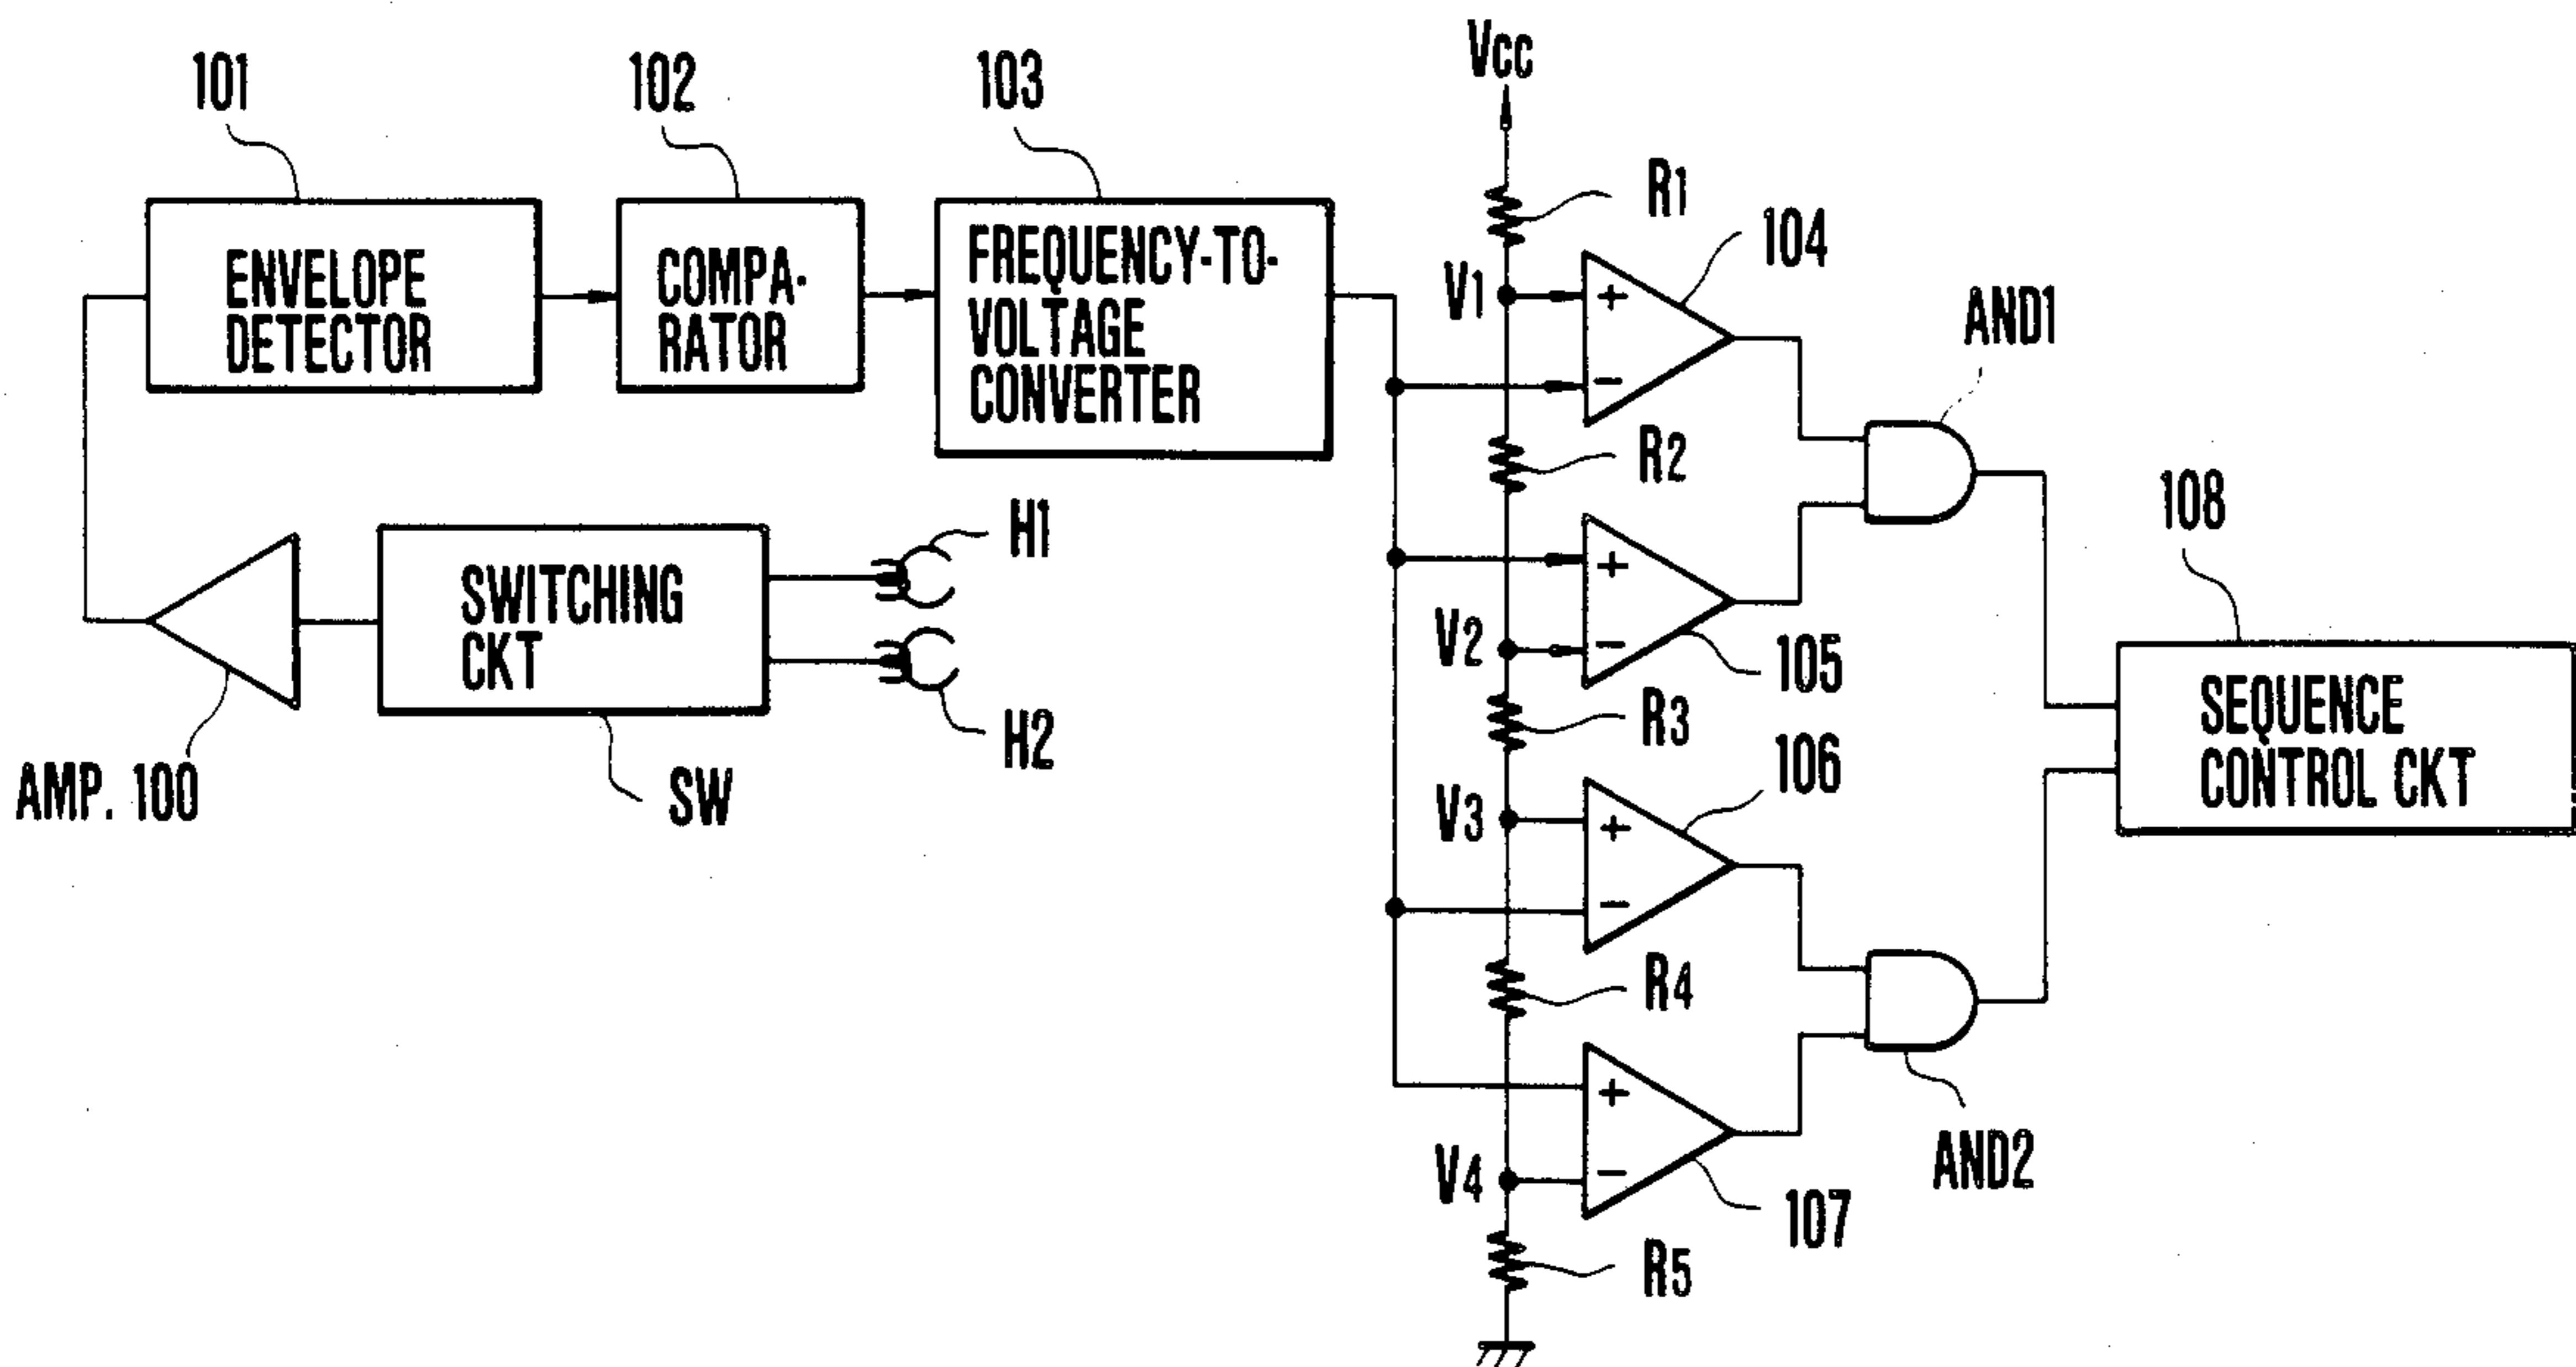 101
102
103
Vcc
ENVELOPE
DETECTOR
COMPA-
RATOR
FREQUENCY-TO-
VOLTAGE
CONVERTER
R1
V1
+
-
104
AND1
R2
H1
SWITCHING
CKT
H2
SW
AMP. 100
+
-
V2
105
R3
108
SEQUENCE
CONTROL CKT
106
V3
+
-
R4
+
-
V4
107
AND2
R5